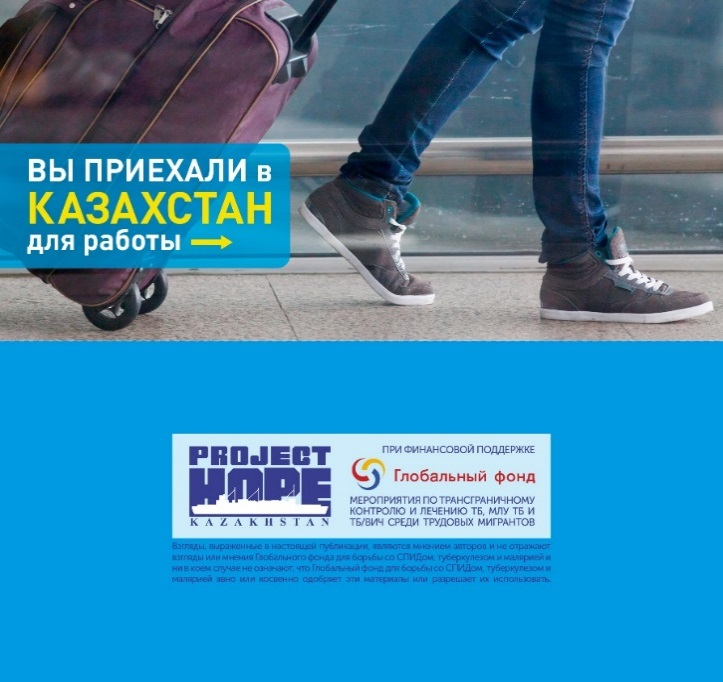 ВЫ ПРИЕХАЛИ в
КАЗАХСТАН
для работы
PROJECT
HOPE
KAZAKHSTAN
ПРИ ФИНАНСОВОЙ ПОДДЕРЖКЕ
Глобальный фонд
МЕРОПРИЯТИЯ ПО ТРАНСГРАНИЧНОМУ
КОНТРОЛЮ И ЛЕЧЕНИЮ ТБ, МЛУ ТБ И
ТБ/ВИЧ СРЕДИ ТРУДОВЫХ МИГРАНТОВ
Взгляды, выраженные в настоящей публикации, являются мнением авторов и не отражают
взгляды или мнения Глобального фонда для борьбы со СПИДом, туберкулезом и малярией и
ни в коем случае не означают, что Глобальный фонд для борьбы со СПИДом, туберкулезом и
малярией явно или косвенно одобряет эти материалы или разрешает их использовать.